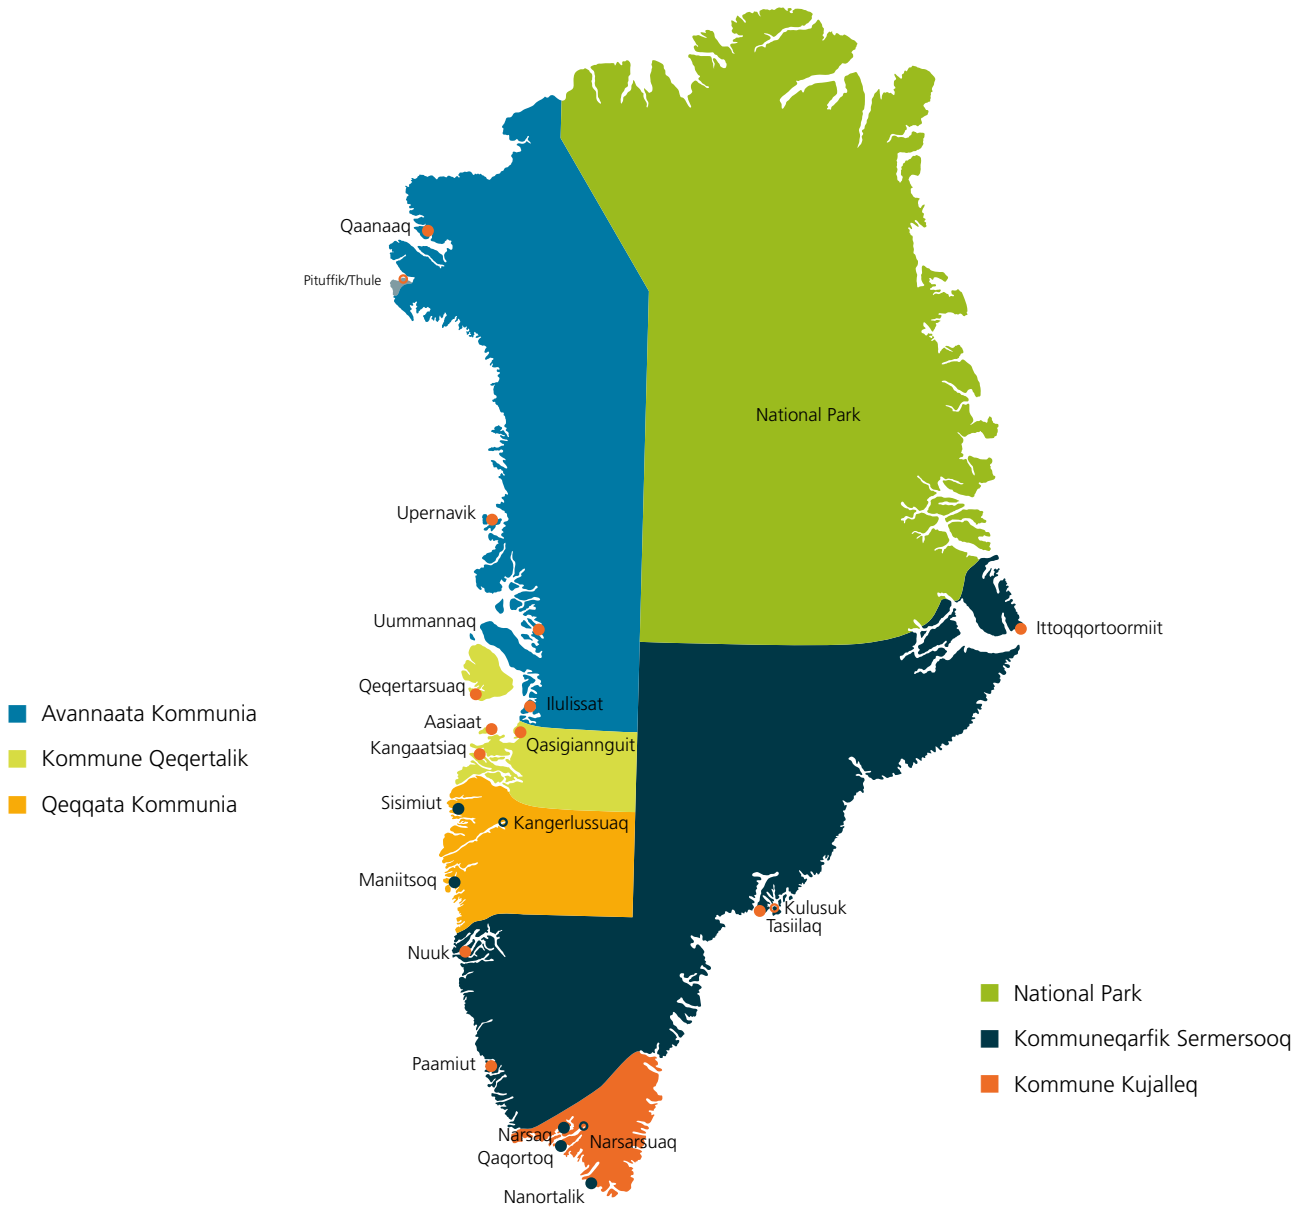 Qaanaaq
Pituffik/Thule
National Park
Upernavik
Uummannaq
Ittoqqortoormiit
Qeqertarsuaq
Ilulissat
Aasiaat
Qasigiannguit
Kangaatsiaq
Sisimiut
Kangerlussuaq
Maniitsoq
Kulusuk
Tasiilaq
Nuuk
Paamiut
Narsaq
Narsarsuaq
Qaqortoq
Nanortalik
Avannaata Kommunia
Kommune Qeqertalik
Qeqqata Kommunia
National Park
Kommuneqarfik Sermersooq
Kommune Kujalleq